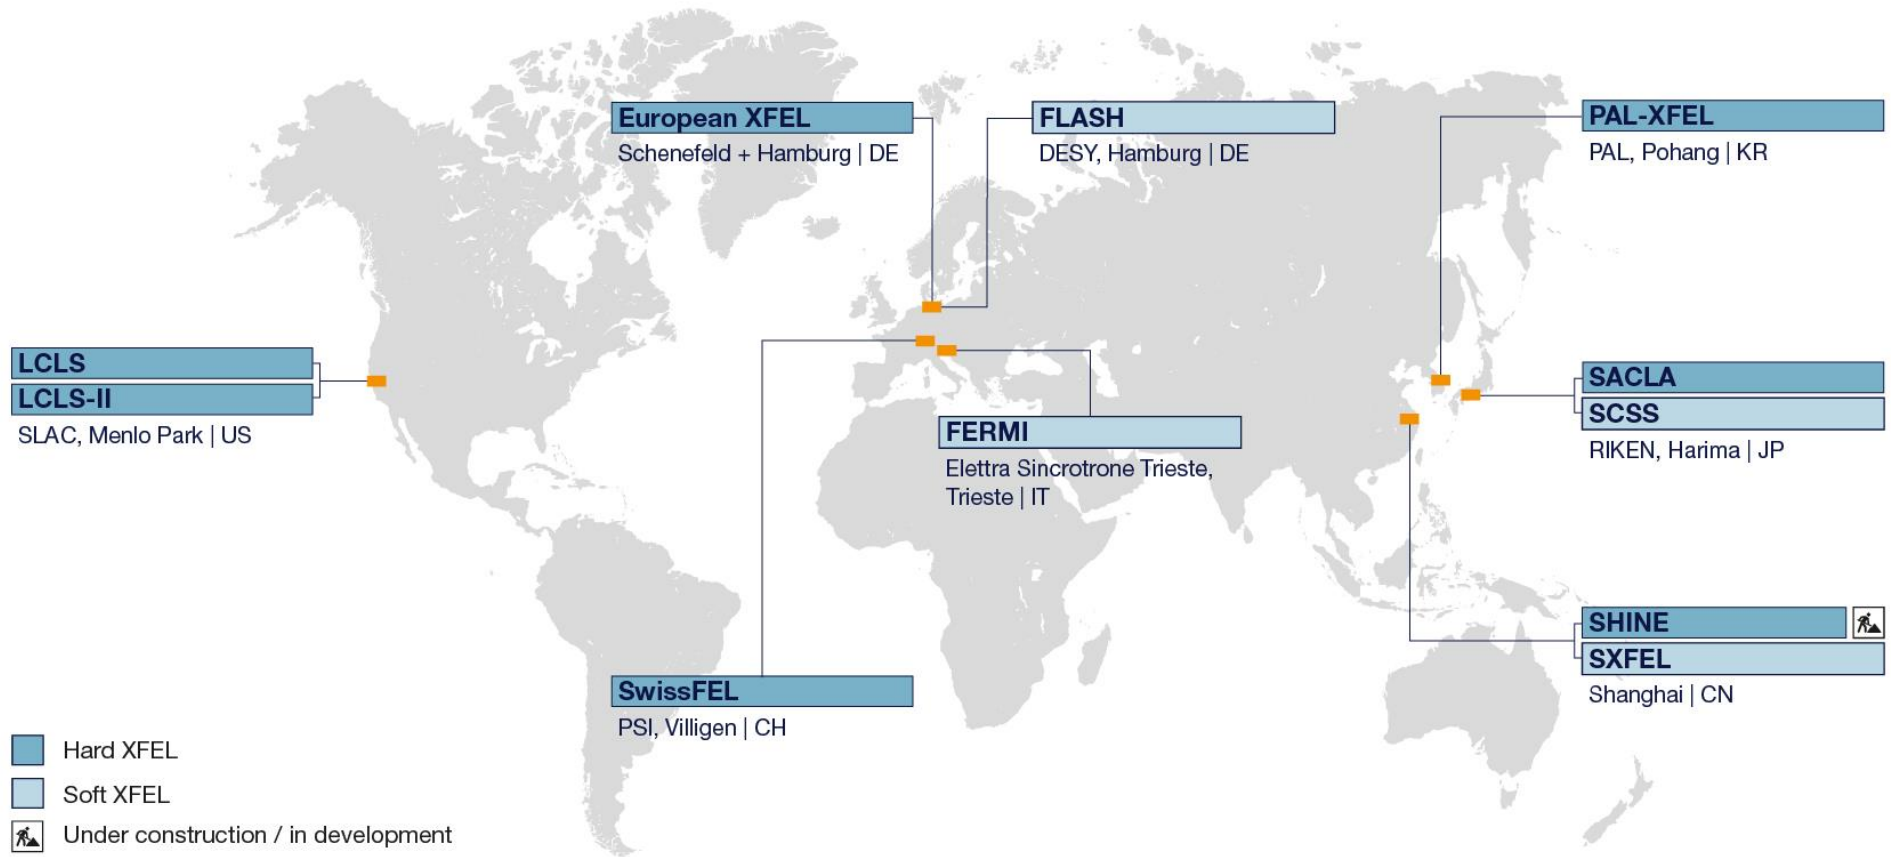 European XFEL
Schenefeld + Hamburg | DE
FLASH
DESY, Hamburg | DE
PAL-XFEL
PAL, Pohang | KR
LCLS
LCLS-II
SLAC, Menlo Park | US
SACLA
SCSS
RIKEN, Harima | JP
FERMI
Elettra Sincrotrone Trieste,
Trieste | IT
SHINE
SXFEL
Shanghai | CN
SwissFEL
PSI, Villigen | CH
Hard XFEL
Soft XFEL
Under construction / in development